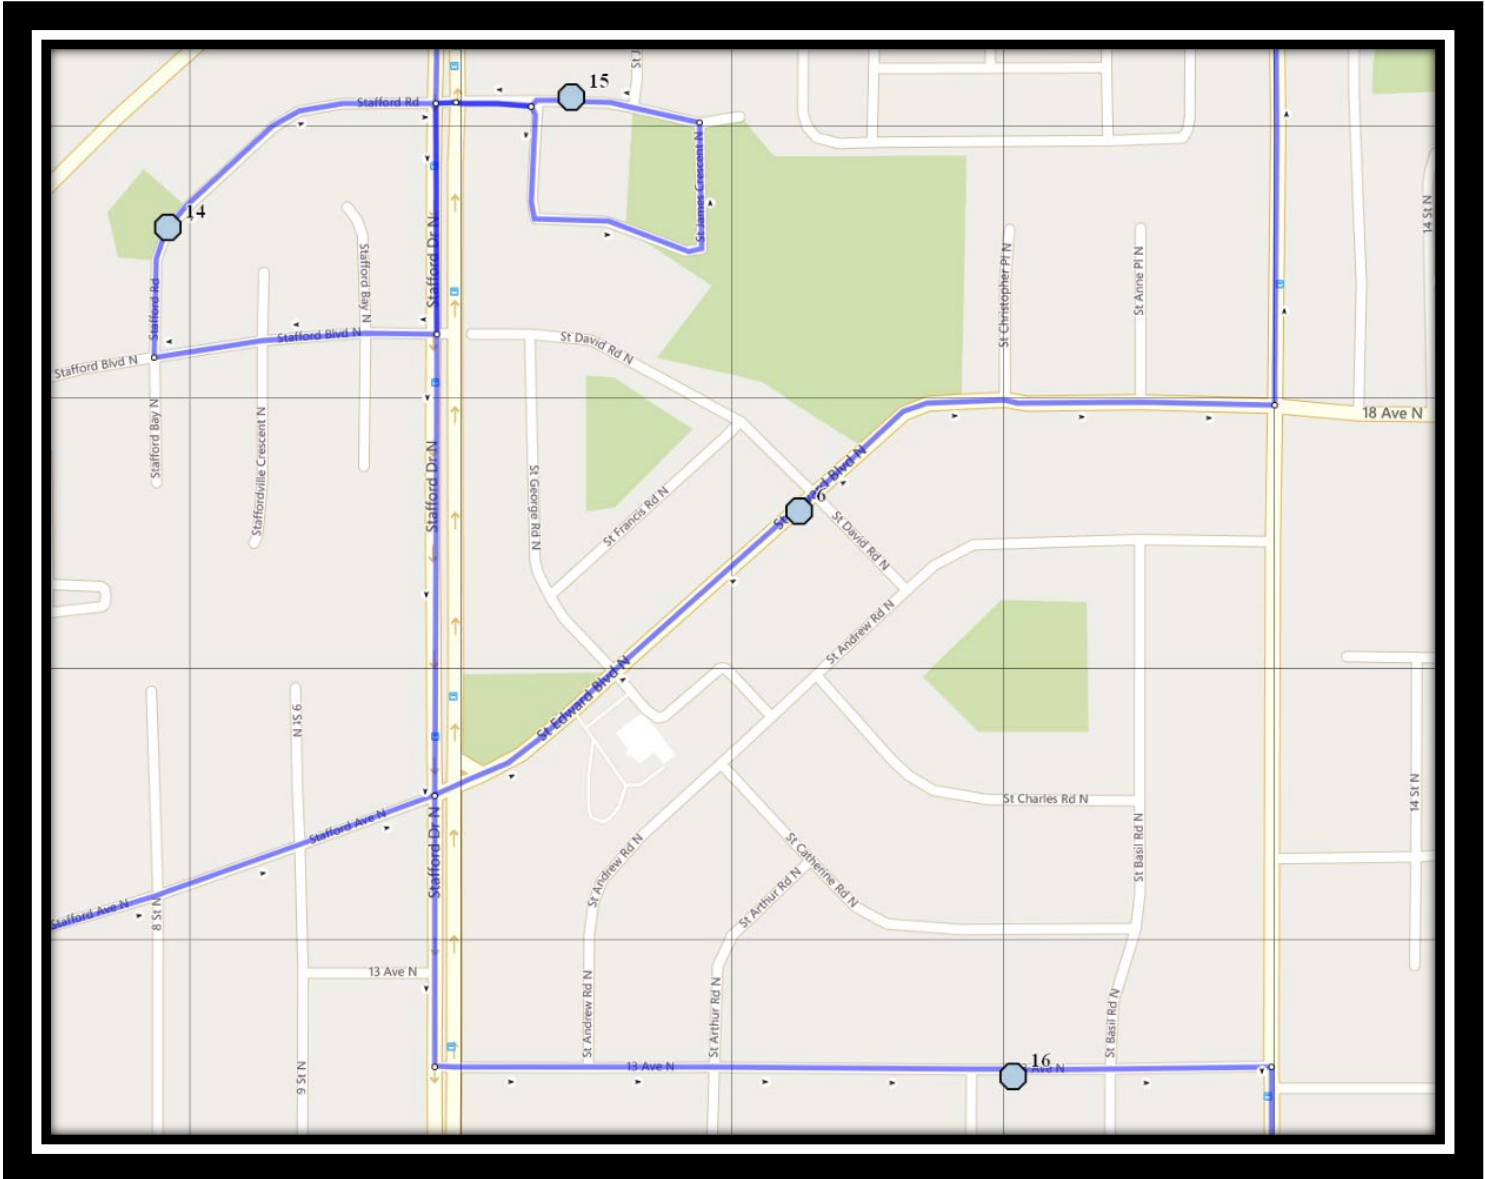 St J
15
Stafford Rd
14
St James Crescent N
14 St N
Stafford Dr N
Stafford Bay N
St Christopher Pl N
St Anne Pl N
Stafford Rd
Stafford Blvd N
St David Rd N
Stafford Blvd N
18 Ave N
Stafford Bay N
Staffordville Crescent N
Stafford Dr N
St George Rd N
St Francis Rd N
6
St Edward Blvd N
St David Rd N
St Andrew Rd N
St Edward Blvd N
9 St N
St Charles Rd N
14 St N
Stafford Ave N
Stafford Dr N
St Andrew Rd N
St Catherine Rd N
St Arthur Rd N
St Basil Rd N
Stafford Ave N
8 St N
13 Ave N
St Andrew Rd N
St Arthur Rd N
St Basil Rd N
9 St N
13 Ave N
16
Ave N